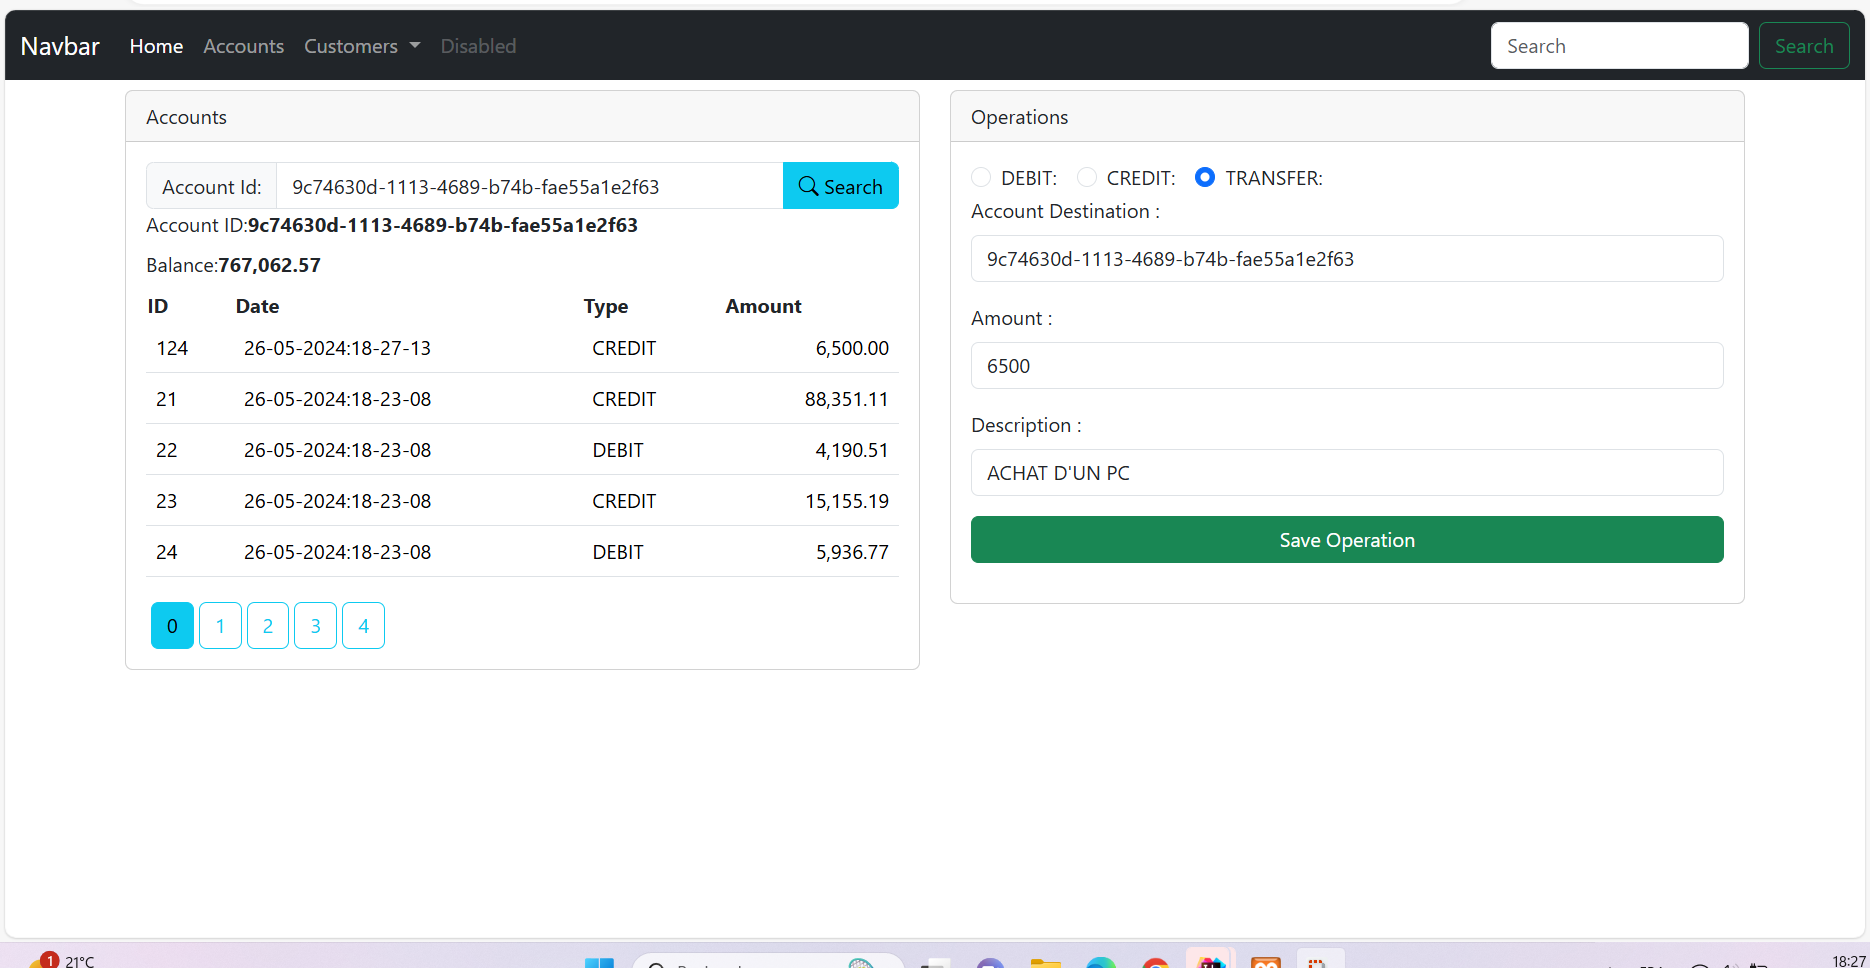 Navbar Home Accounts Customers Disabled Search Search
Accounts
Account Id: 9c74630d-1113-4689-b74b-fae55a1e2f63 Search
Account ID:9c74630d-1113-4689-b74b-fae55a1e2f63
Balance:767,062.57
ID Date Type Amount
124 26-05-2024:18-27-13 CREDIT 6,500.00
21 26-05-2024:18-23-08 CREDIT 88,351.11
22 26-05-2024:18-23-08 DEBIT 4,190.51
23 26-05-2024:18-23-08 CREDIT 15,155.19
24 26-05-2024:18-23-08 DEBIT 5,936.77
0 1 2 3 4
Operations
DEBIT: CREDIT: TRANSFER:
Account Destination :
9c74630d-1113-4689-b74b-fae55a1e2f63
Amount :
6500
Description :
ACHAT D'UN PC
Save Operation
1 21°C
18:27